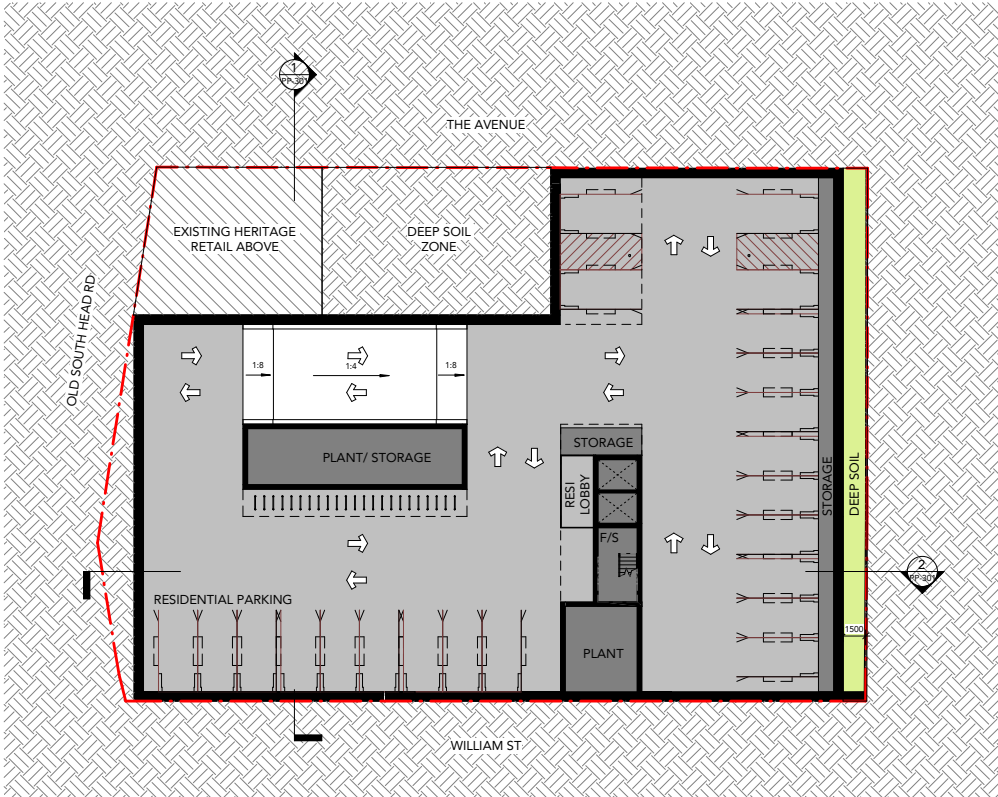 1
PP-301
THE AVENUE
EXISTING HERITAGE
RETAIL ABOVE
DEEP SOIL
ZONE
OLD SOUTH HEAD RD
1:8
1:4
1:8
PLANT/ STORAGE
STORAGE
RESI
LOBBY
F/S
STORAGE
DEEP SOIL
2
PP-301
RESIDENTIAL PARKING
1500
PLANT
WILLIAM ST